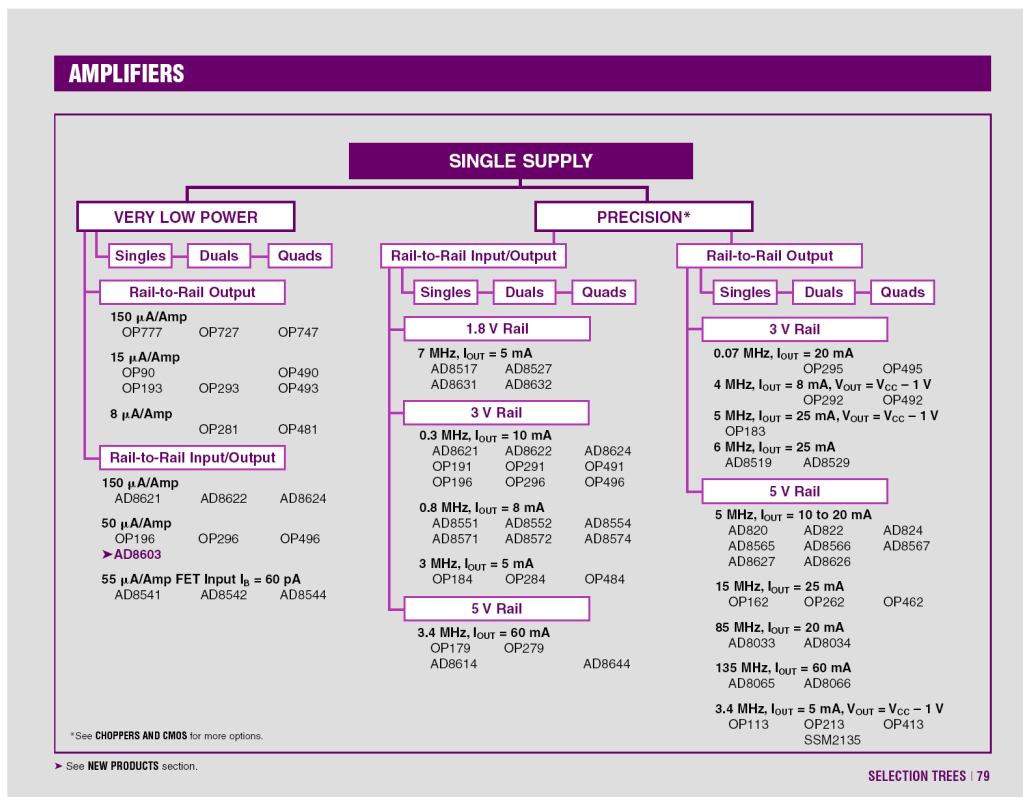 AMPLIFIERS
SINGLE SUPPLY
VERY LOW POWER
Singles Duals Quads
Rail-to-Rail Output
150 μA/Amp
OP777 OP727 OP747
15 μA/Amp
OP90 OP490
OP193 OP293 OP493
8 μA/Amp
OP281 OP481
Rail-to-Rail Input/Output
150 μA/Amp
AD8621 AD8622 AD8624
50 μA/Amp
OP196 OP296 OP496
➤AD8603
55 μA/Amp FET Input IB = 60 pA
AD8541 AD8542 AD8544
PRECISION*
Rail-to-Rail Input/Output
Singles Duals Quads
1.8 V Rail
7 MHz, IOUT = 5 mA
AD8517 AD8527
AD8631 AD8632
3 V Rail
0.3 MHz, IOUT = 10 mA
AD8621 AD8622 AD8624
OP191 OP291 OP491
OP196 OP296 OP496
0.8 MHz, IOUT = 8 mA
AD8551 AD8552 AD8554
AD8571 AD8572 AD8574
3 MHz, IOUT = 5 mA
OP184 OP284 OP484
5 V Rail
3.4 MHz, IOUT = 60 mA
OP179 OP279
AD8614 AD8644
Rail-to-Rail Output
Singles Duals Quads
3 V Rail
0.07 MHz, IOUT = 20 mA
OP295 OP495
4 MHz, IOUT = 8 mA, VOUT = VCC – 1 V
OP292 OP492
5 MHz, IOUT = 25 mA, VOUT = VCC – 1 V
OP183
6 MHz, IOUT = 25 mA
AD8519 AD8529
5 V Rail
5 MHz, IOUT = 10 to 20 mA
AD820 AD822 AD824
AD8565 AD8566 AD8567
AD8627 AD8626
15 MHz, IOUT = 25 mA
OP162 OP262 OP462
85 MHz, IOUT = 20 mA
AD8033 AD8034
135 MHz, IOUT = 60 mA
AD8065 AD8066
3.4 MHz, IOUT = 5 mA, VOUT = VCC – 1 V
OP113 OP213 OP413
SSM2135
*See CHOPPERS AND CMOS for more options.
➤ See NEW PRODUCTS section.
SELECTION TREES | 79